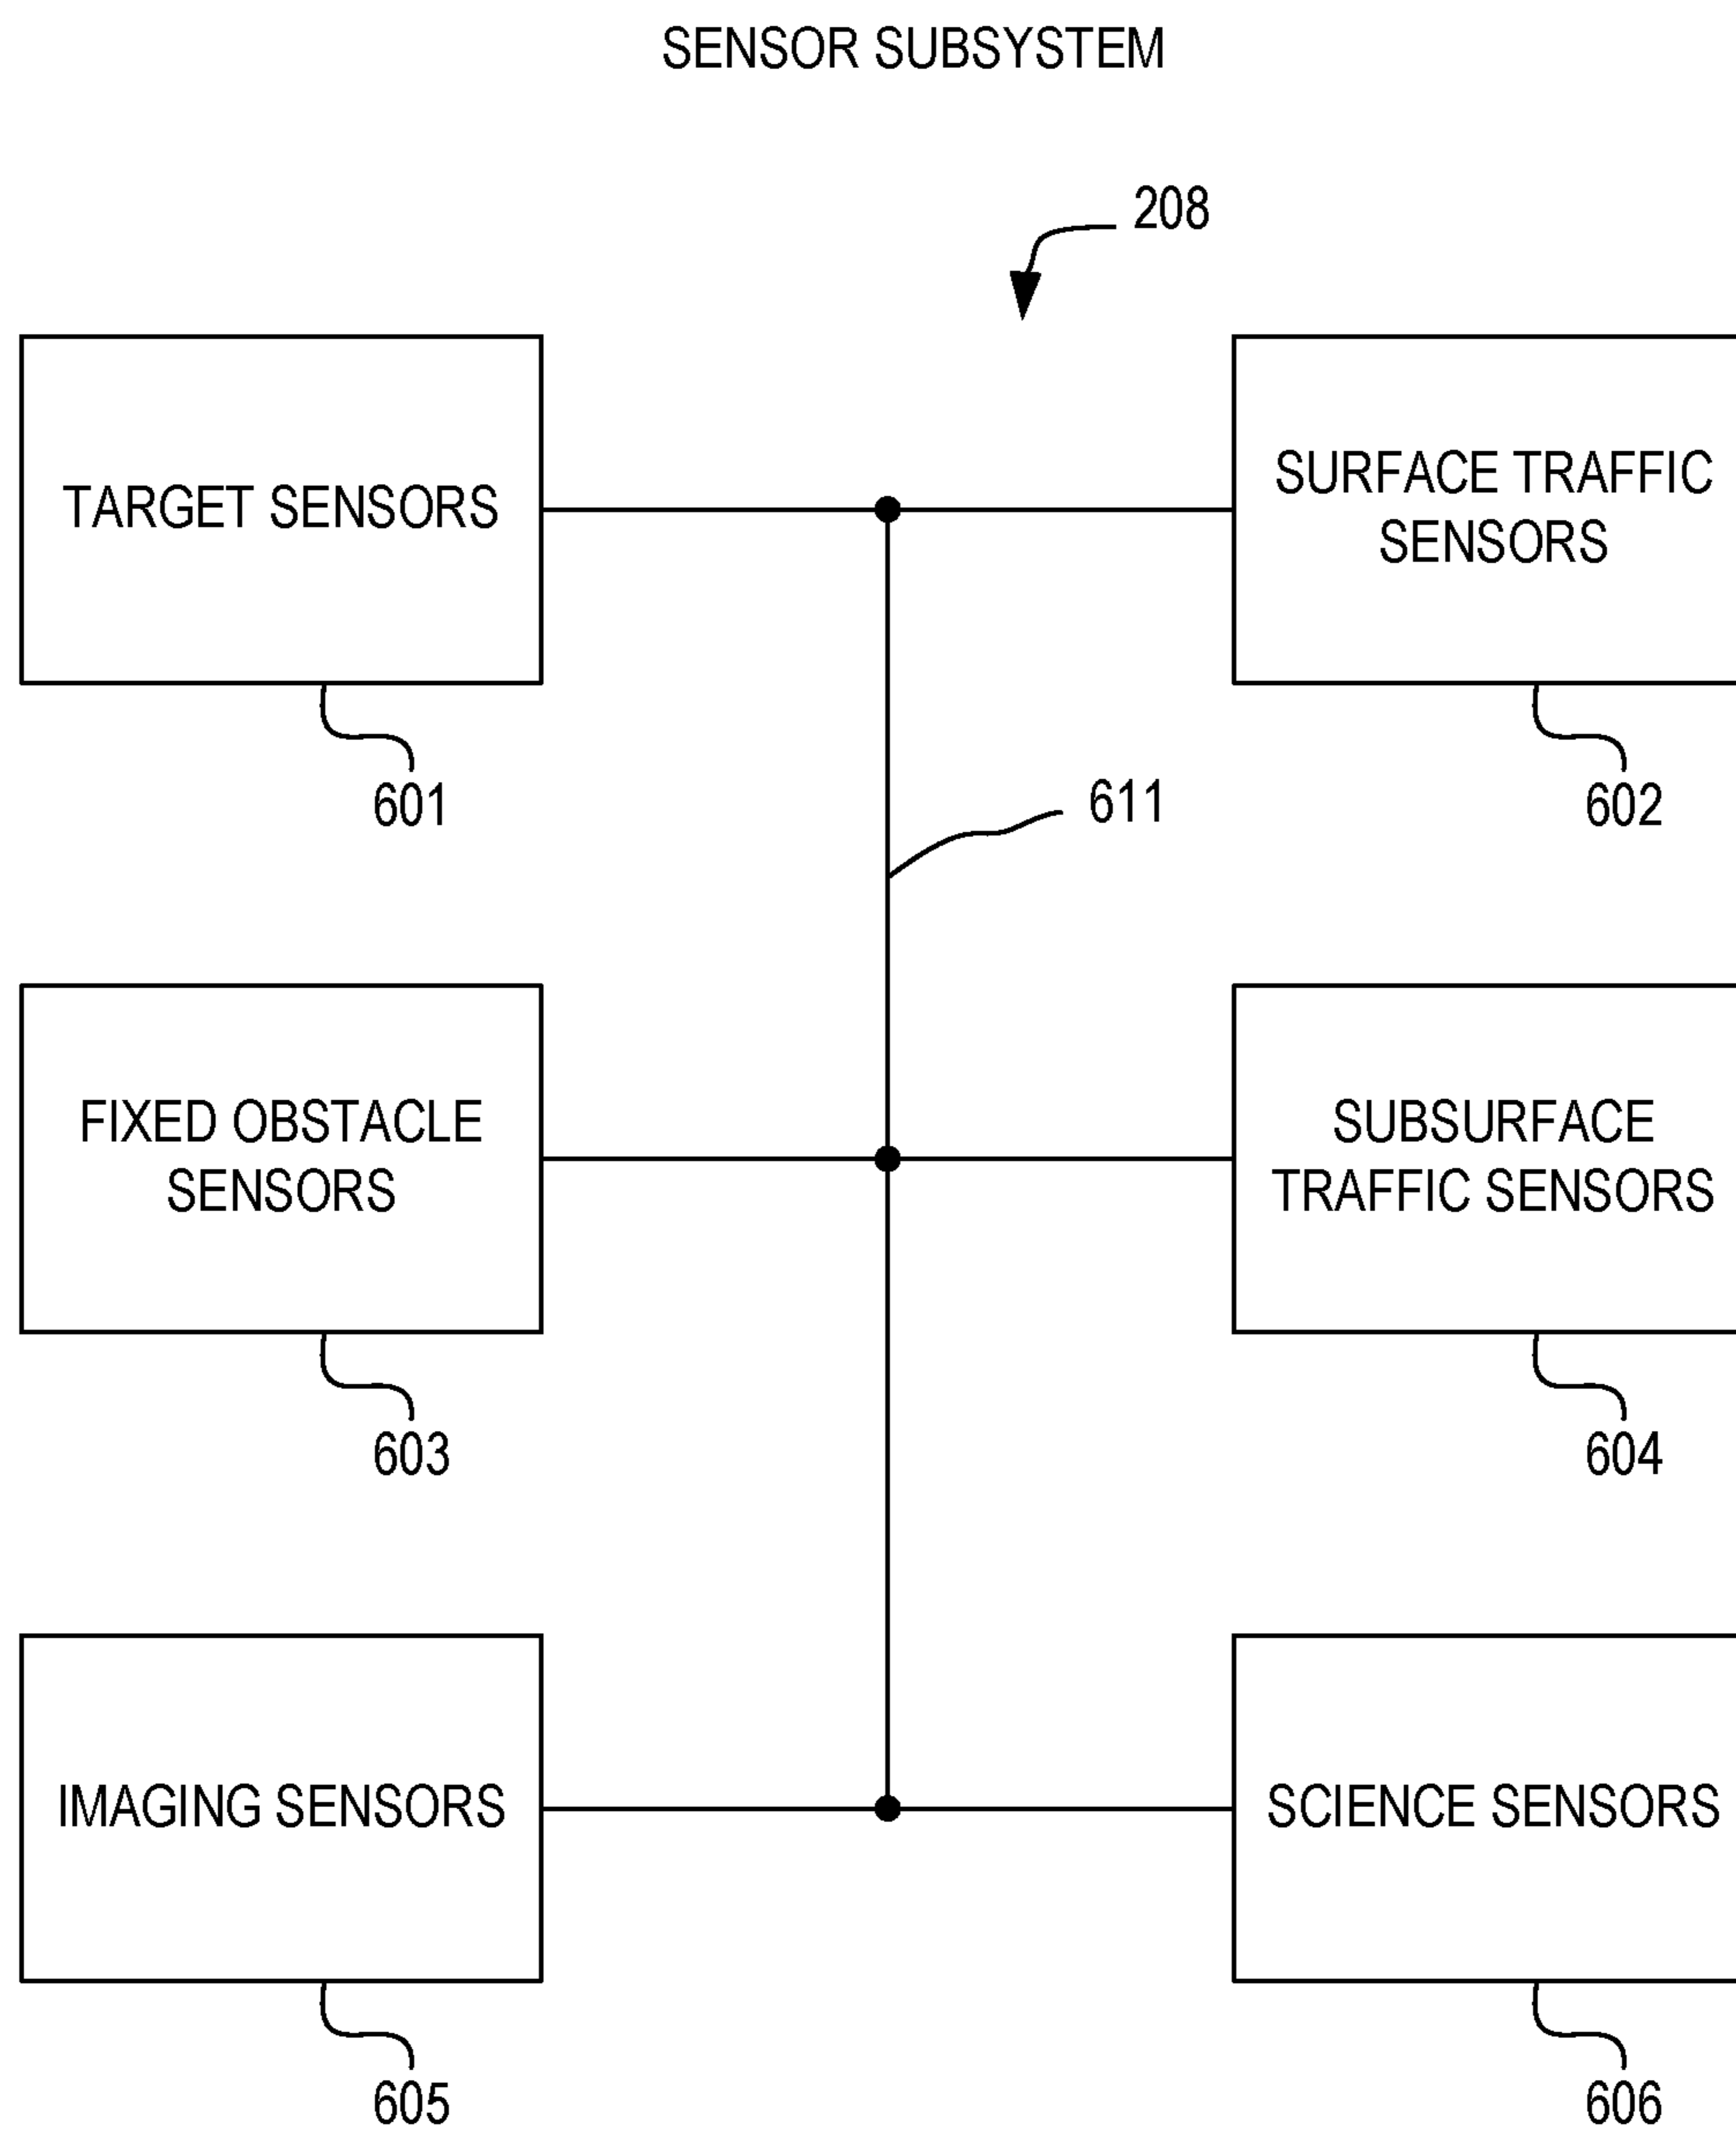 SENSOR SUBSYSTEM
208
TARGET SENSORS
SURFACE TRAFFIC
SENSORS
601
602
611
FIXED OBSTACLE
SENSORS
SUBSURFACE
TRAFFIC SENSORS
603
604
IMAGING SENSORS
SCIENCE SENSORS
605
606